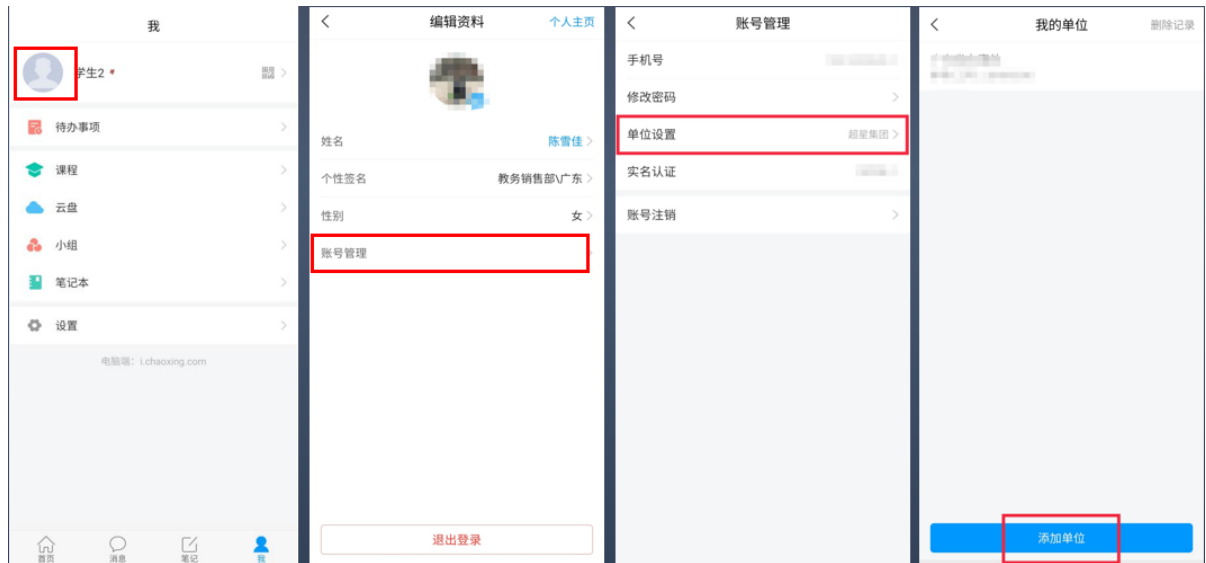 我
学生2
待办事项
课程
云盘
小组
笔记本
设置
电脑端：i.chaoxing.com
首页
消息
笔记
我
编辑资料
个人主页
姓名
陈雪佳
个性签名
教务销售部\广东
性别
女
账号管理
退出登录
账号管理
手机号
修改密码
单位设置
超星集团
实名认证
账号注销
我的单位
删除记录
添加单位